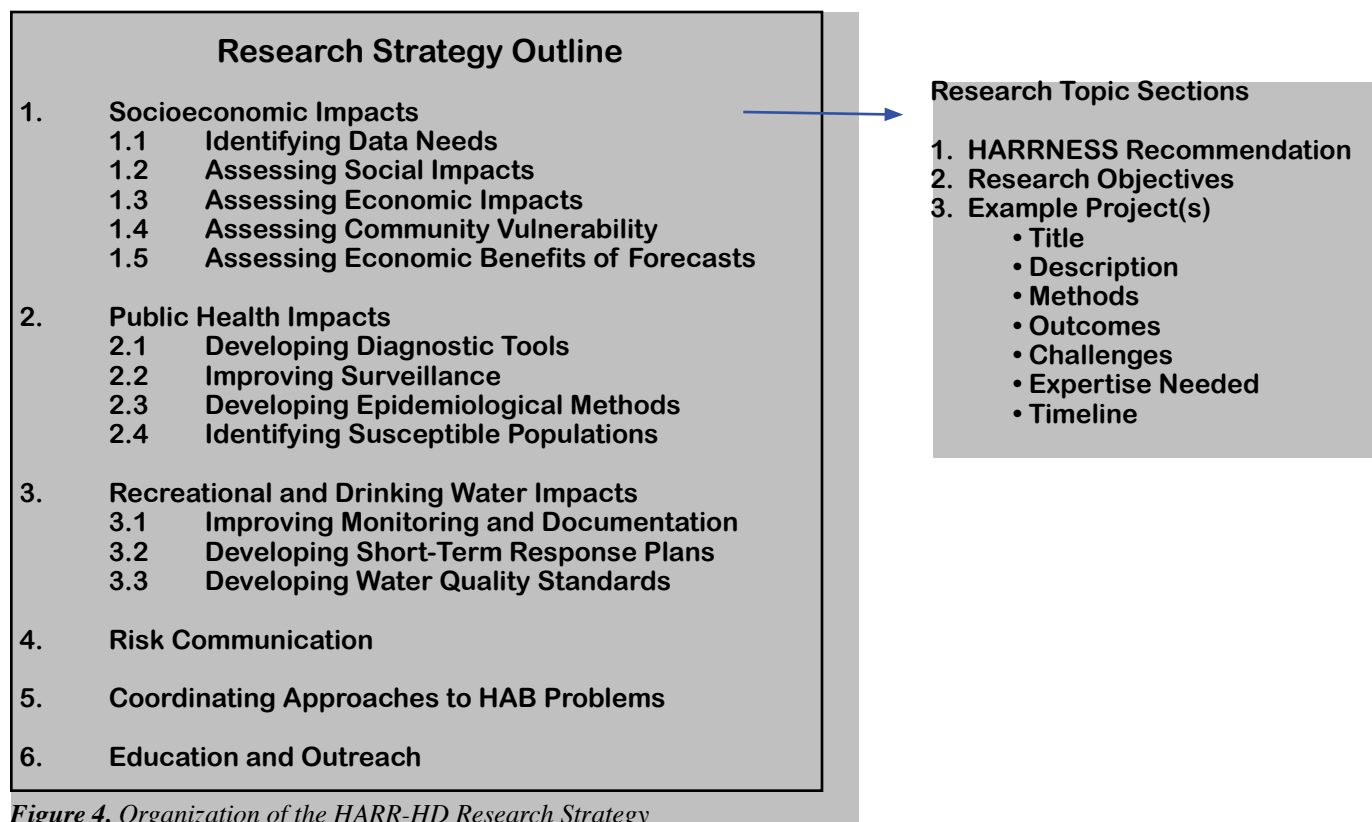 Research Strategy Outline
1. Socioeconomic Impacts
1.1 Identifying Data Needs
1.2 Assessing Social Impacts
1.3 Assessing Economic Impacts
1.4 Assessing Community Vulnerability
1.5 Assessing Economic Benefits of Forecasts
2. Public Health Impacts
2.1 Developing Diagnostic Tools
2.2 Improving Surveillance
2.3 Developing Epidemiological Methods
2.4 Identifying Susceptible Populations
3. Recreational and Drinking Water Impacts
3.1 Improving Monitoring and Documentation
3.2 Developing Short-Term Response Plans
3.3 Developing Water Quality Standards
4. Risk Communication
5. Coordinating Approaches to HAB Problems
6. Education and Outreach
Research Topic Sections
1. HARRNESS Recommendation
2. Research Objectives
3. Example Project(s)
• Title
• Description
• Methods
• Outcomes
• Challenges
• Expertise Needed
• Timeline
Figure 4. Organization of the HARR-HD Research Strategy